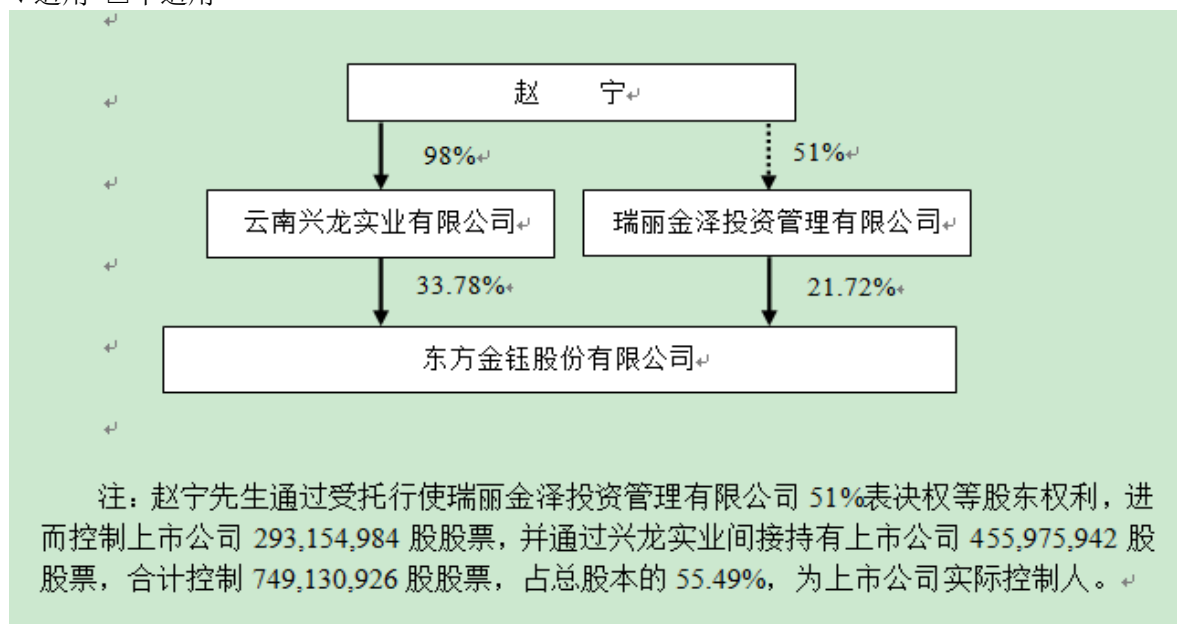 赵 宁
98%
51%
云南兴龙实业有限公司
瑞丽金泽投资管理有限公司
33.78%
21.72%
东方金钰股份有限公司
注：赵宁先生通过受托行使瑞丽金泽投资管理有限公司 51%表决权等股东权利，进
而控制上市公司 293,154,984 股股票，并通过兴龙实业间接持有上市公司 455,975,942 股
股票，合计控制 749,130,926 股股票，占总股本的 55.49%，为上市公司实际控制人。